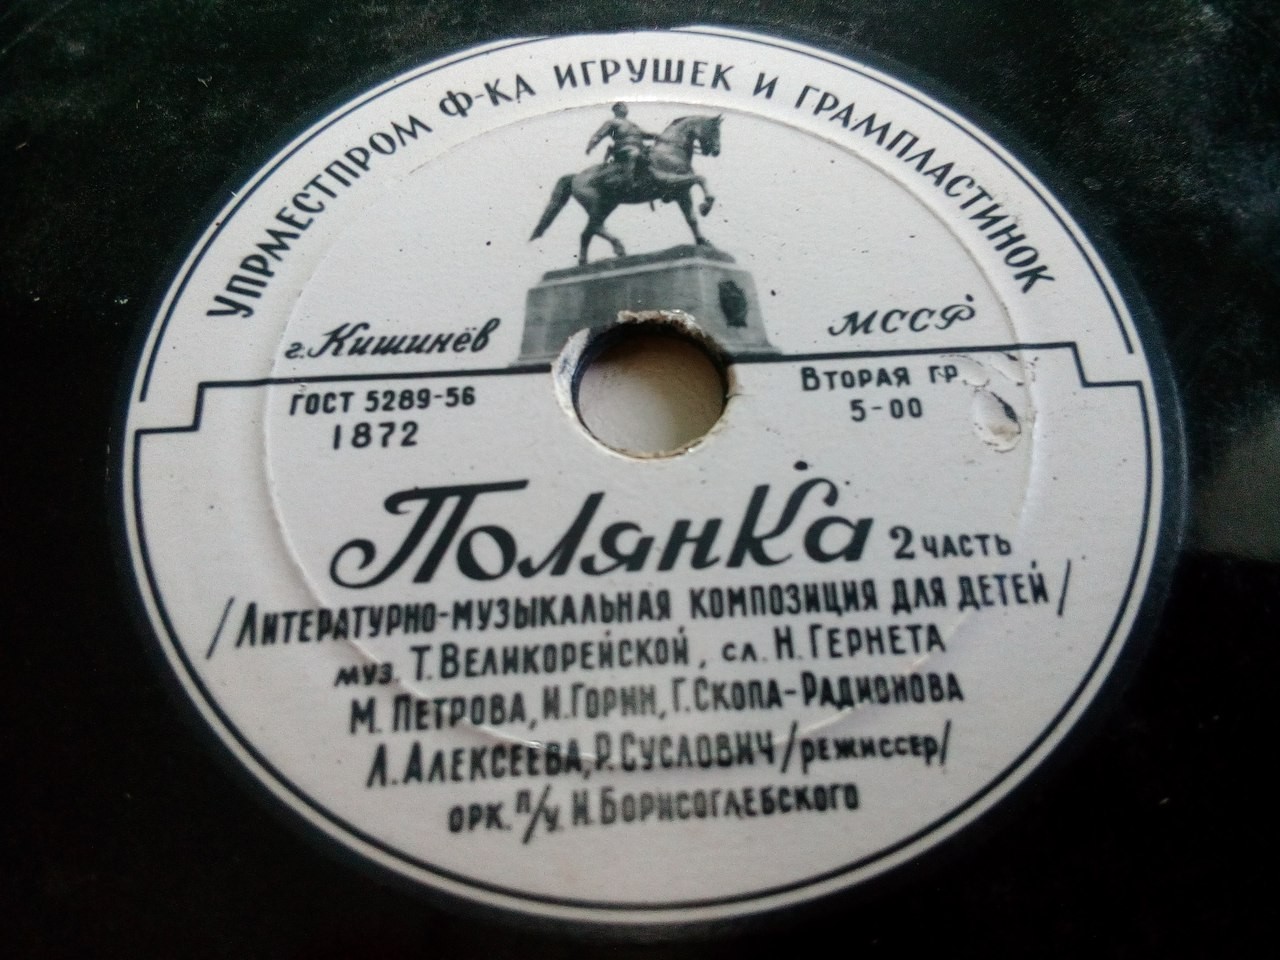 УПРМЕСТПРОМ Ф-КА ИГРУШЕК И ГРАМПЛАСТИНОК
г. Кишинёв
МССР
ГОСТ 5289-56
1872
ВТОРАЯ ГР
5-00
ПОЛЯНКА 2 ЧАСТЬ
/ЛИТЕРАТУРНО-МУЗЫКАЛЬНАЯ КОМПОЗИЦИЯ ДЛЯ ДЕТЕЙ/
муз. Т. ВЕЛИКОРЕЙСКОЙ, сл. Н. ГЕРНЕТА
М. ПЕТРОВА, И. ГОРИН, Г. СКОПА-РАДИОНОВА
Л. АЛЕКСЕЕВА, Р. СУСЛОВИЧ /режиссер/
орк. п/у. Н. БОРИСОГЛЕБСКОГО